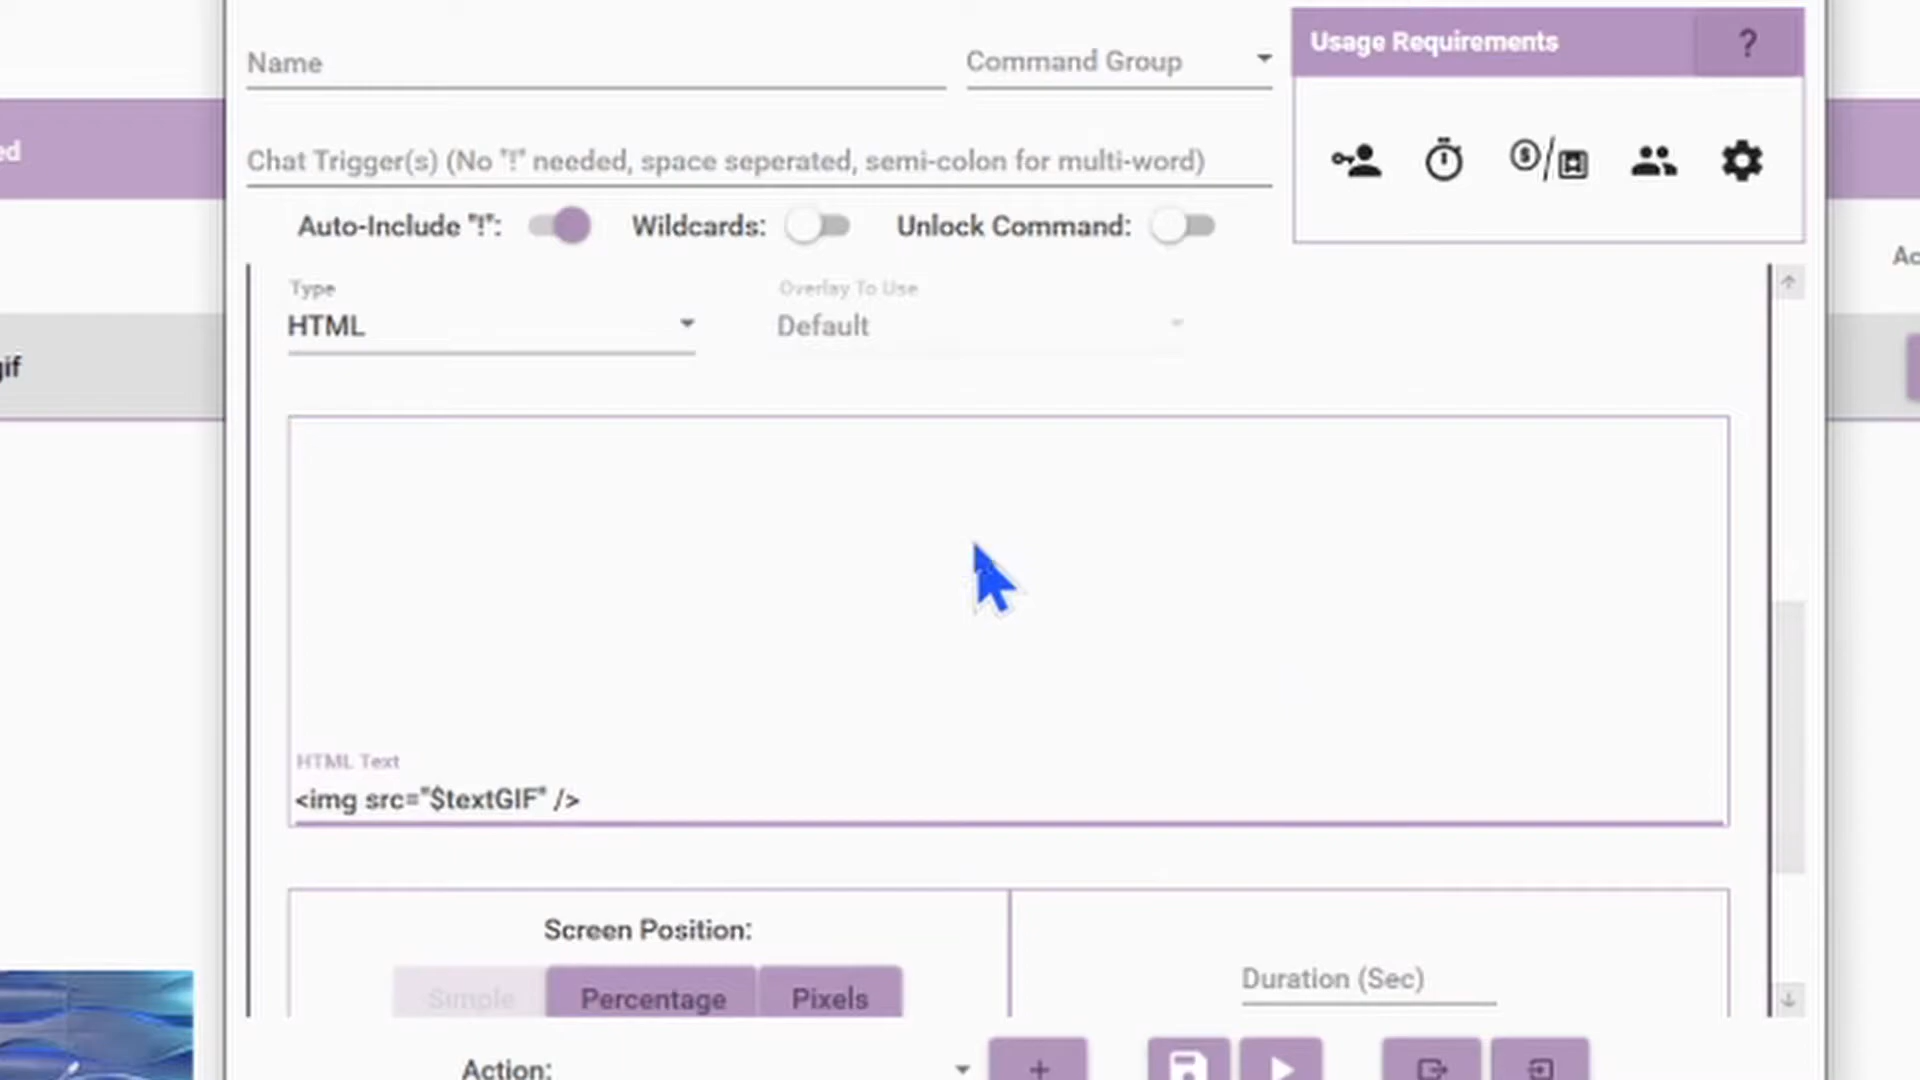 Name
Command Group
Usage Requirements
?
ed
Chat Trigger(s) (No "!" needed, space seperated, semi-colon for multi-word)
Auto-Include "!":
Wildcards:
Unlock Command:
Ac
Type
Overlay To Use
HTML
Default
gif
HTML Text
<img src="$textGIF" />
Screen Position:
Duration (Sec)
Simple
Percentage
Pixels
Action: